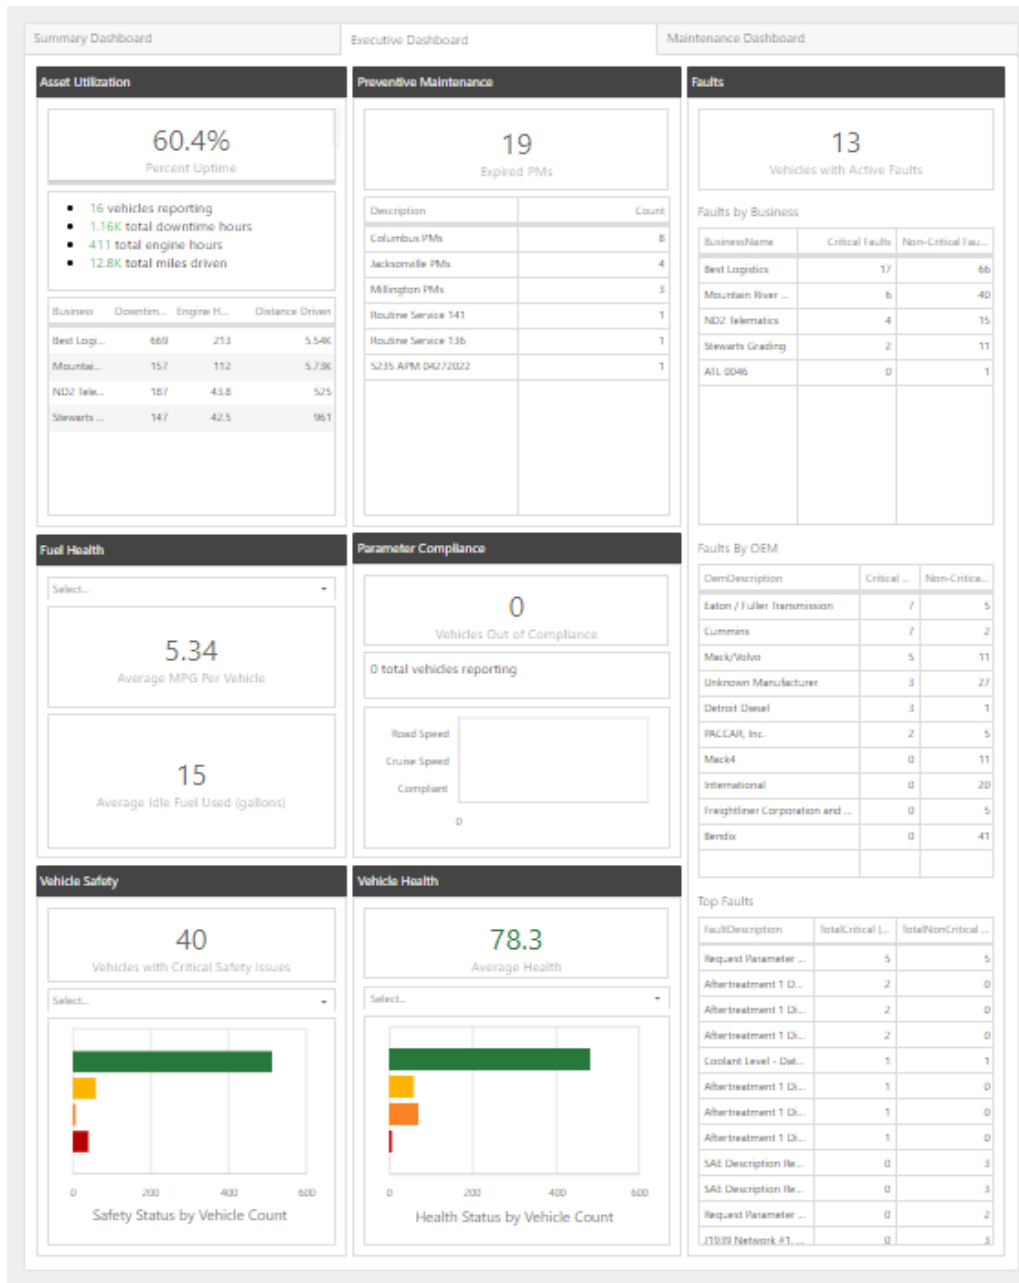 Summary Dashboard
Executive Dashboard
Maintenance Dashboard
Asset Utilization
60.4%
Percent Uptime
16 vehicles reporting
1.16K total downtime hours
411 total engine hours
12.8K total miles driven
Business Downtim... Engine H... Distance Driven
Best Logi... 669 213 5.54K
Mountai... 157 112 5.73K
ND2 Tele... 187 43.8 525
Stewarts ... 147 42.5 961
Preventive Maintenance
19
Expired PMs
Description Count
Columbus PMs 8
Jacksonville PMs 4
Millington PMs 3
Routine Service 141 1
Routine Service 136 1
5235 APM 04272022 1
Faults
13
Vehicles with Active Faults
Faults by Business
BusinessName Critical Faults Non-Critical Fau...
Best Logistics 17 66
Mountain River ... 6 40
ND2 Telematics 4 15
Stewarts Grading 2 11
ATL 0046 0 1
Faults By OEM
OemDescription Critical ... Non-Critica...
Eaton / Fuller Transmission 7 5
Cummins 7 2
Mack/Volvo 5 11
Unknown Manufacturer 3 27
Detroit Diesel 3 1
PACCAR, Inc. 2 5
Mack4 0 11
International 0 20
Freightliner Corporation and ... 0 5
Bendix 0 41
Top Faults
FaultDescription TotalCritical (... TotalNonCritical ...
Request Parameter ... 5 5
Aftertreatment 1 D... 2 0
Aftertreatment 1 Di... 2 0
Aftertreatment 1 Di... 2 0
Coolant Level - Dat... 1 1
Aftertreatment 1 Di... 1 0
Aftertreatment 1 Di... 1 0
Aftertreatment 1 Di... 1 0
SAE Description Re... 0 3
SAE Description Re... 0 3
Request Parameter ... 0 2
J1939 Network #1, ... 0 3
Fuel Health
Select...
5.34
Average MPG Per Vehicle
15
Average Idle Fuel Used (gallons)
Parameter Compliance
0
Vehicles Out of Compliance
0 total vehicles reporting
Road Speed
Cruise Speed
Compliant
0
Vehicle Safety
40
Vehicles with Critical Safety Issues
Select...
0 200 400 600
Safety Status by Vehicle Count
Vehicle Health
78.3
Average Health
Select...
0 200 400 600
Health Status by Vehicle Count